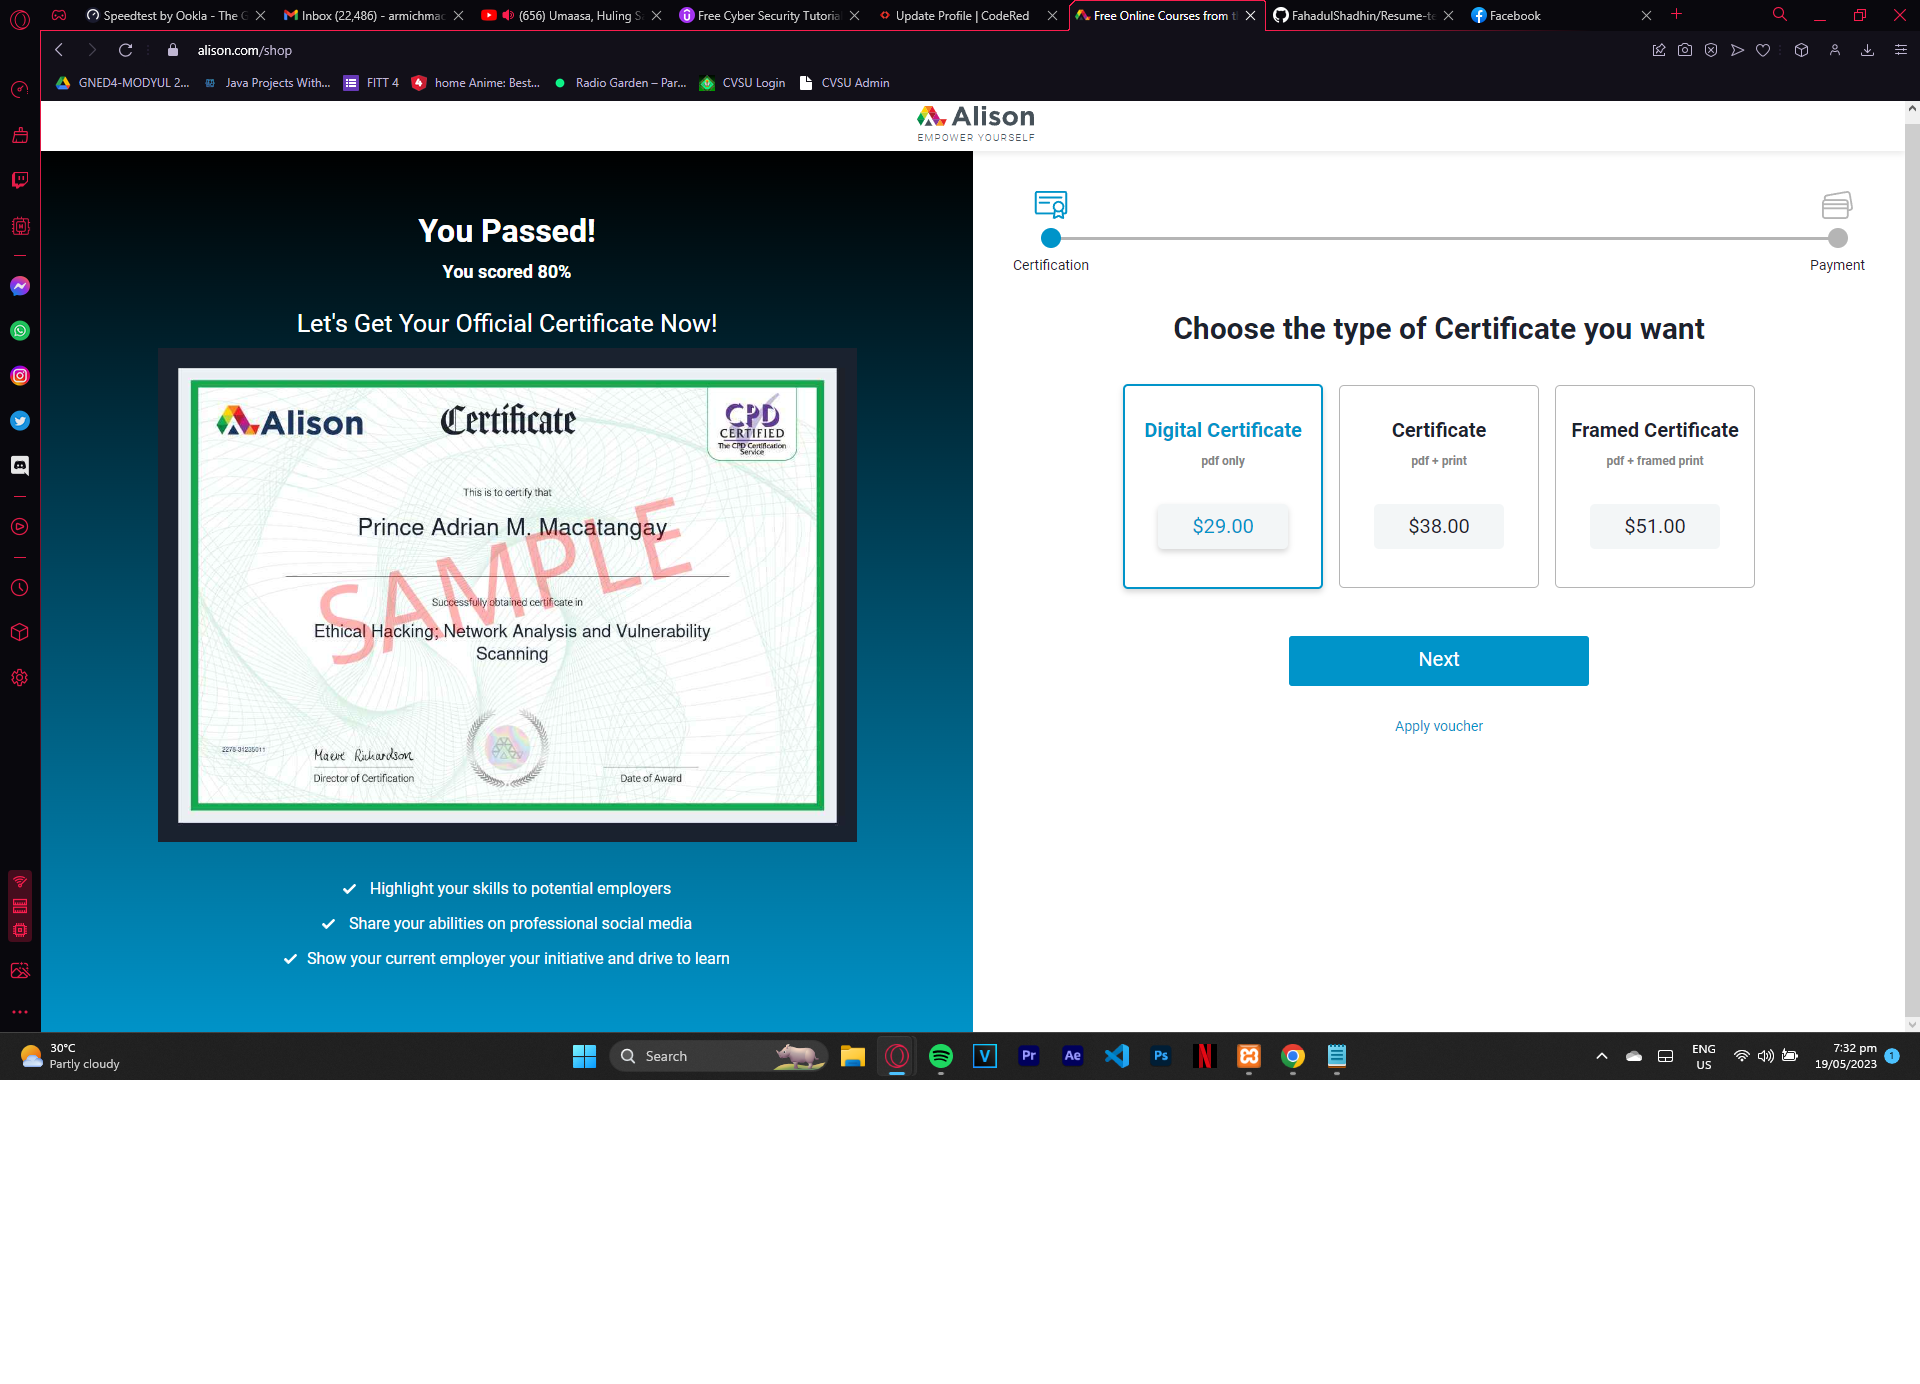 Speedtest by Ookla - The G
Inbox (22,486) - armichmac
(656) Umaasa, Huling S
Free Cyber Security Tutoria
Update Profile | CodeRed
Free Online Courses from t
FahadulShadhin/Resume-te
Facebook
alison.com/shop
GNED4-MODYUL 2...
Java Projects With...
FITT 4
home Anime: Best...
Radio Garden – Par...
CVSU Login
CVSU Admin
Alison
EMPOWER YOURSELF
You Passed!
You scored 80%
Let's Get Your Official Certificate Now!
Alison
Certificate
CPD
CERTIFIED
The CPD Certification
Service
This is to certify that
Prince Adrian M. Macatangay
SAMPLE
Successfully obtained certificate in
Ethical Hacking; Network Analysis and Vulnerability
Scanning
2278-31235011
Maeve Richardson
Director of Certification
Date of Award
Highlight your skills to potential employers
Share your abilities on professional social media
Show your current employer your initiative and drive to learn
Certification
Payment
Choose the type of Certificate you want
Digital Certificate
pdf only
$29.00
Certificate
pdf + print
$38.00
Framed Certificate
pdf + framed print
$51.00
Next
Apply voucher
30°C
Partly cloudy
Search
V
Pr
Ae
Ps
N
ENG
US
7:32 pm
19/05/2023
1